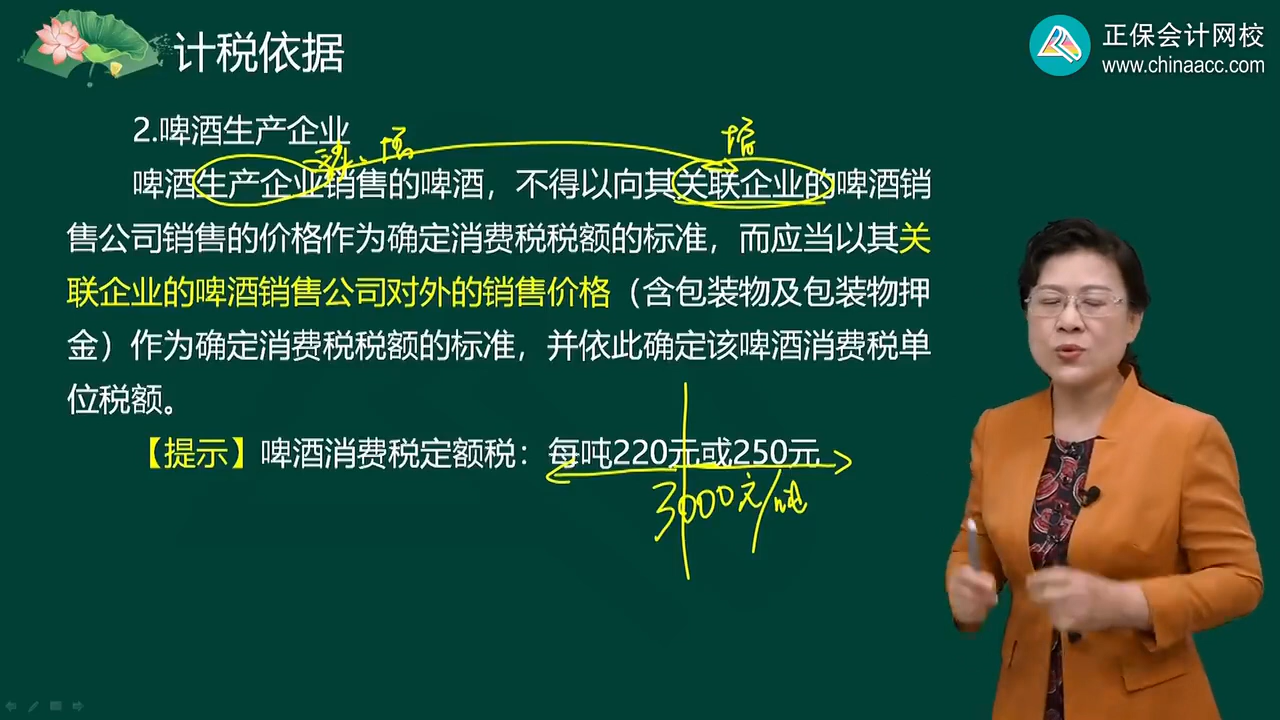 计税依据
正保会计网校
www.chinaacc.com
2.啤酒生产企业
啤酒生产企业销售的啤酒，不得以向其关联企业的啤酒销
售公司销售的价格作为确定消费税税额的标准，而应当以其关
联企业的啤酒销售公司对外的销售价格（含包装物及包装物押
金）作为确定消费税税额的标准，并依此确定该啤酒消费税单
位税额。
【提示】啤酒消费税定额税：每吨220元或250元
3000元/吨